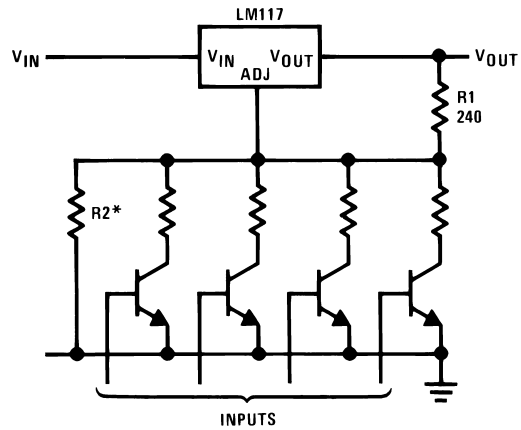 LM117
VIN
VIN
VOUT
ADJ
VOUT
R1
240
R2*
INPUTS